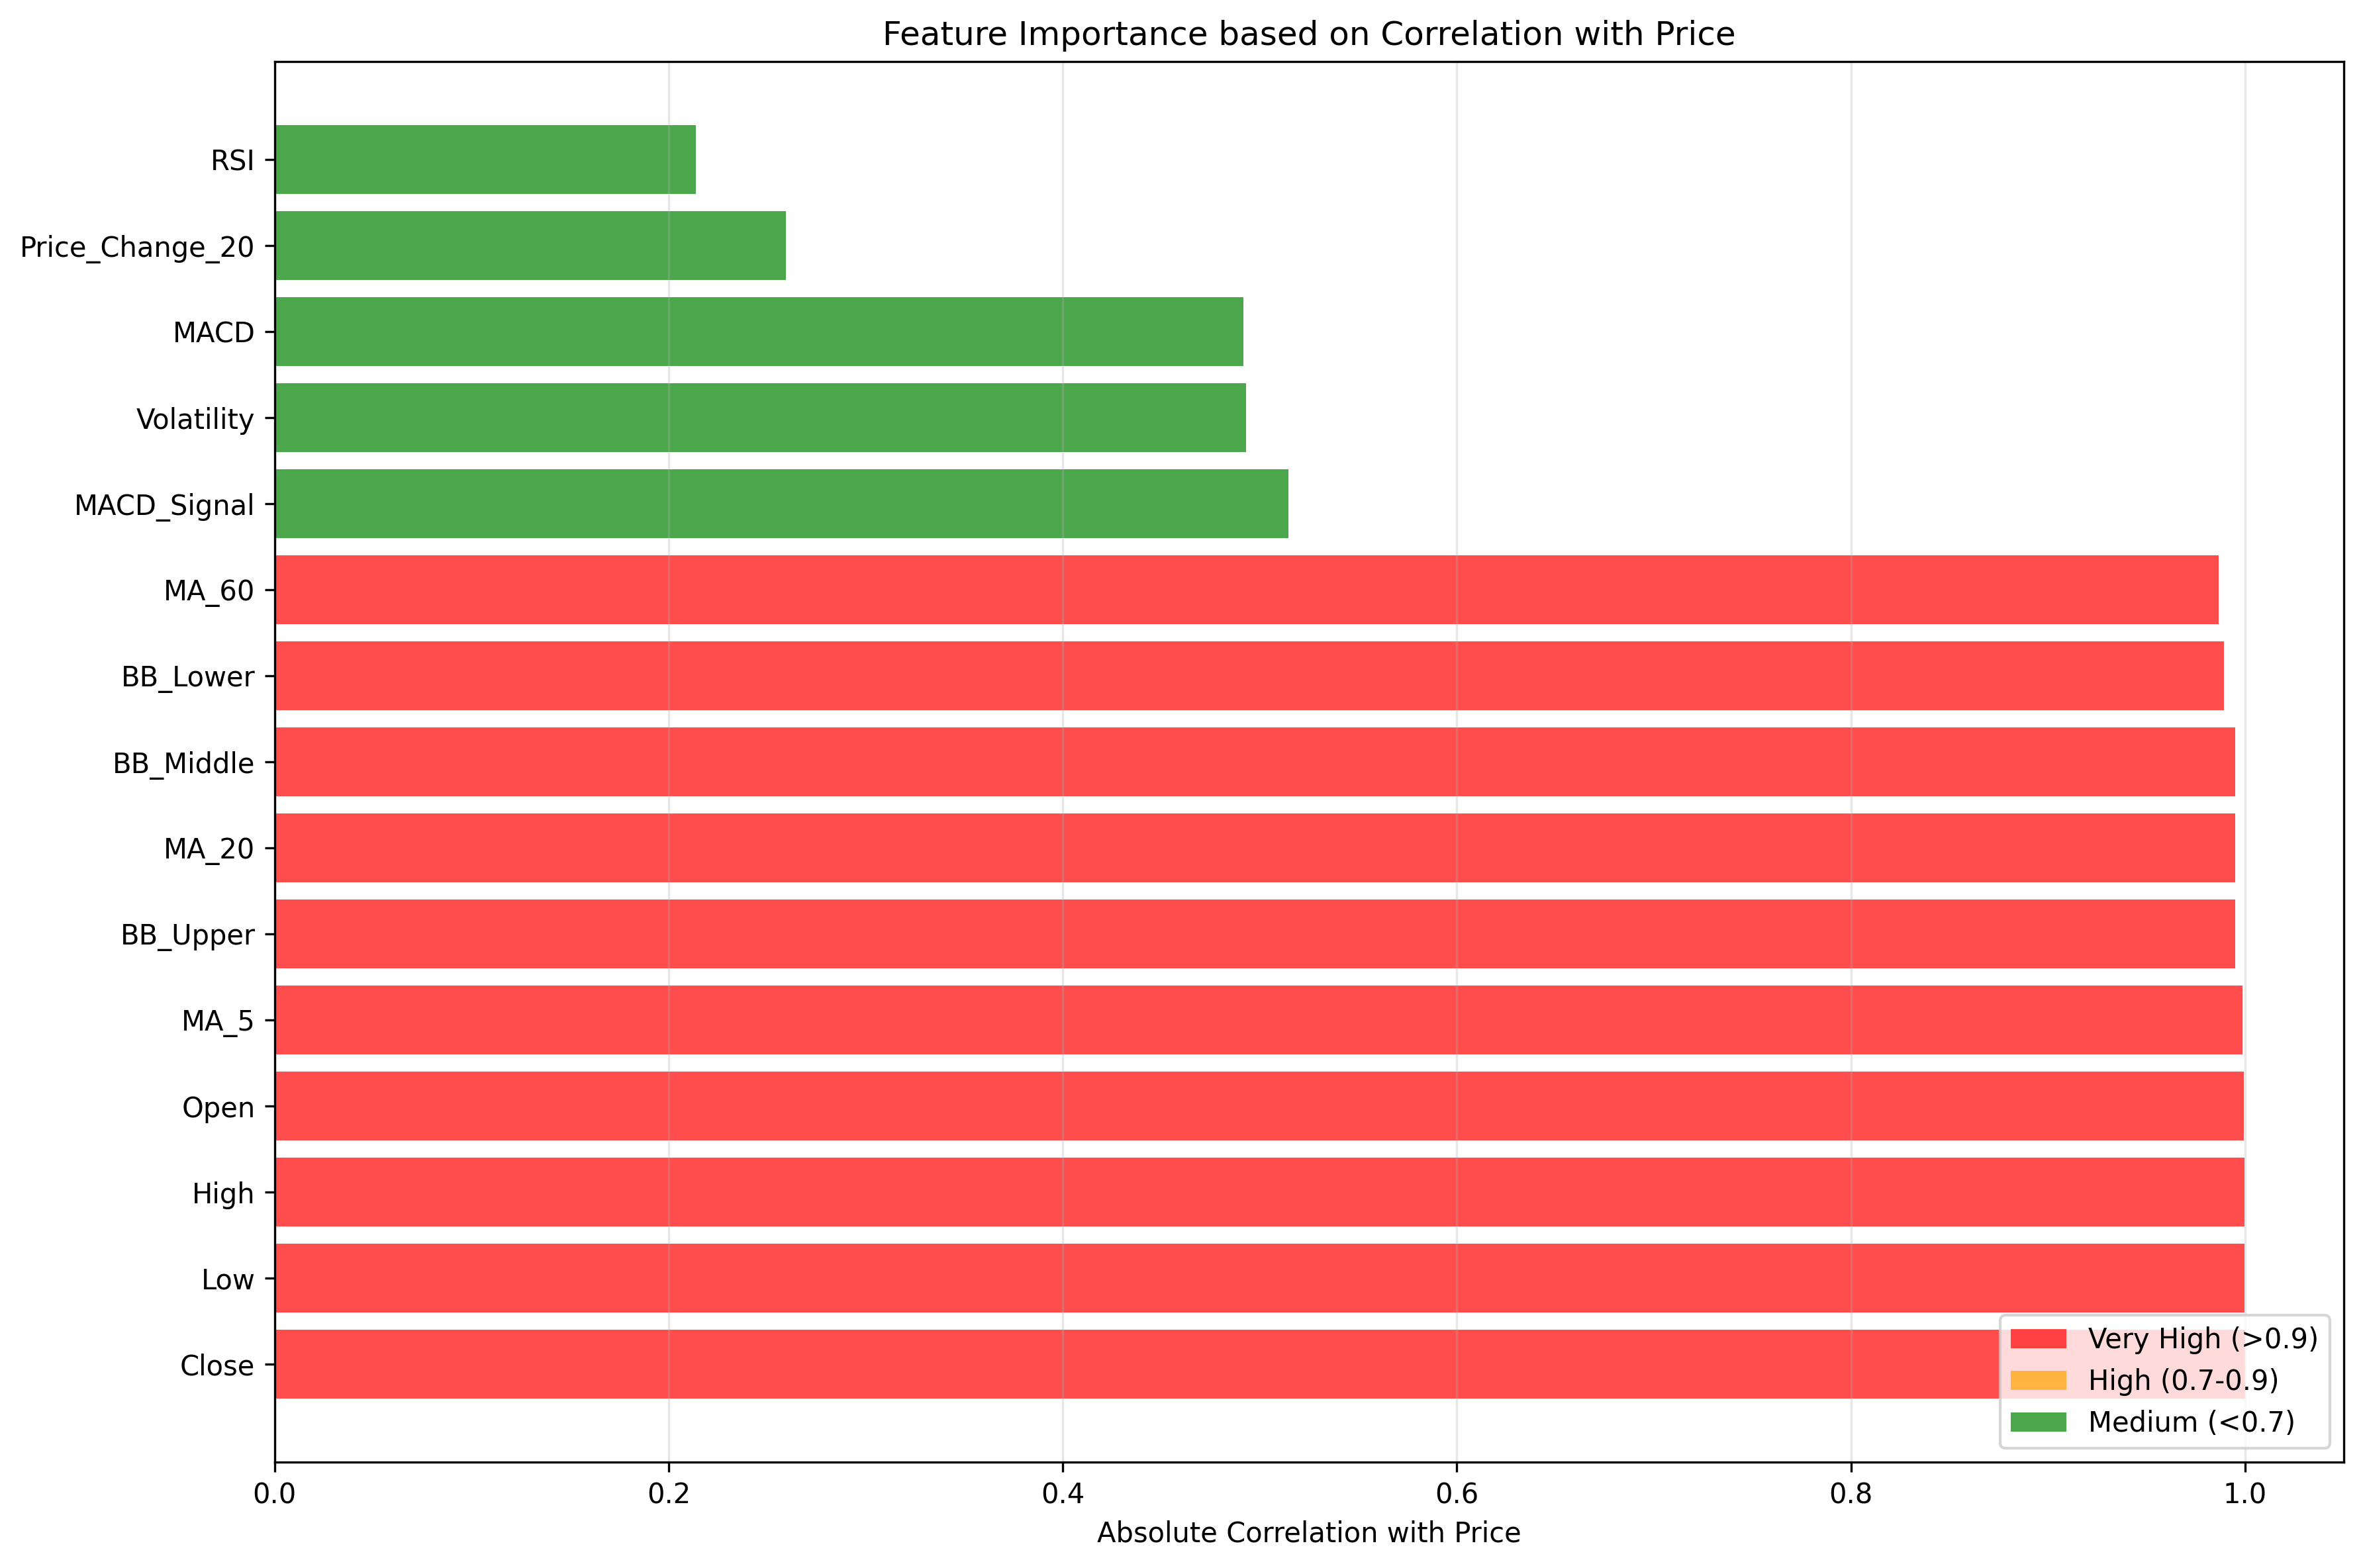 Feature Importance based on Correlation with Price
RSI
Price_Change_20
MACD
Volatility
MACD_Signal
MA_60
BB_Lower
BB_Middle
MA_20
BB_Upper
MA_5
Open
High
Low
Close
Very High (>0.9)
High (0.7-0.9)
Medium (<0.7)
0.0 0.2 0.4 0.6 0.8 1.0
Absolute Correlation with Price